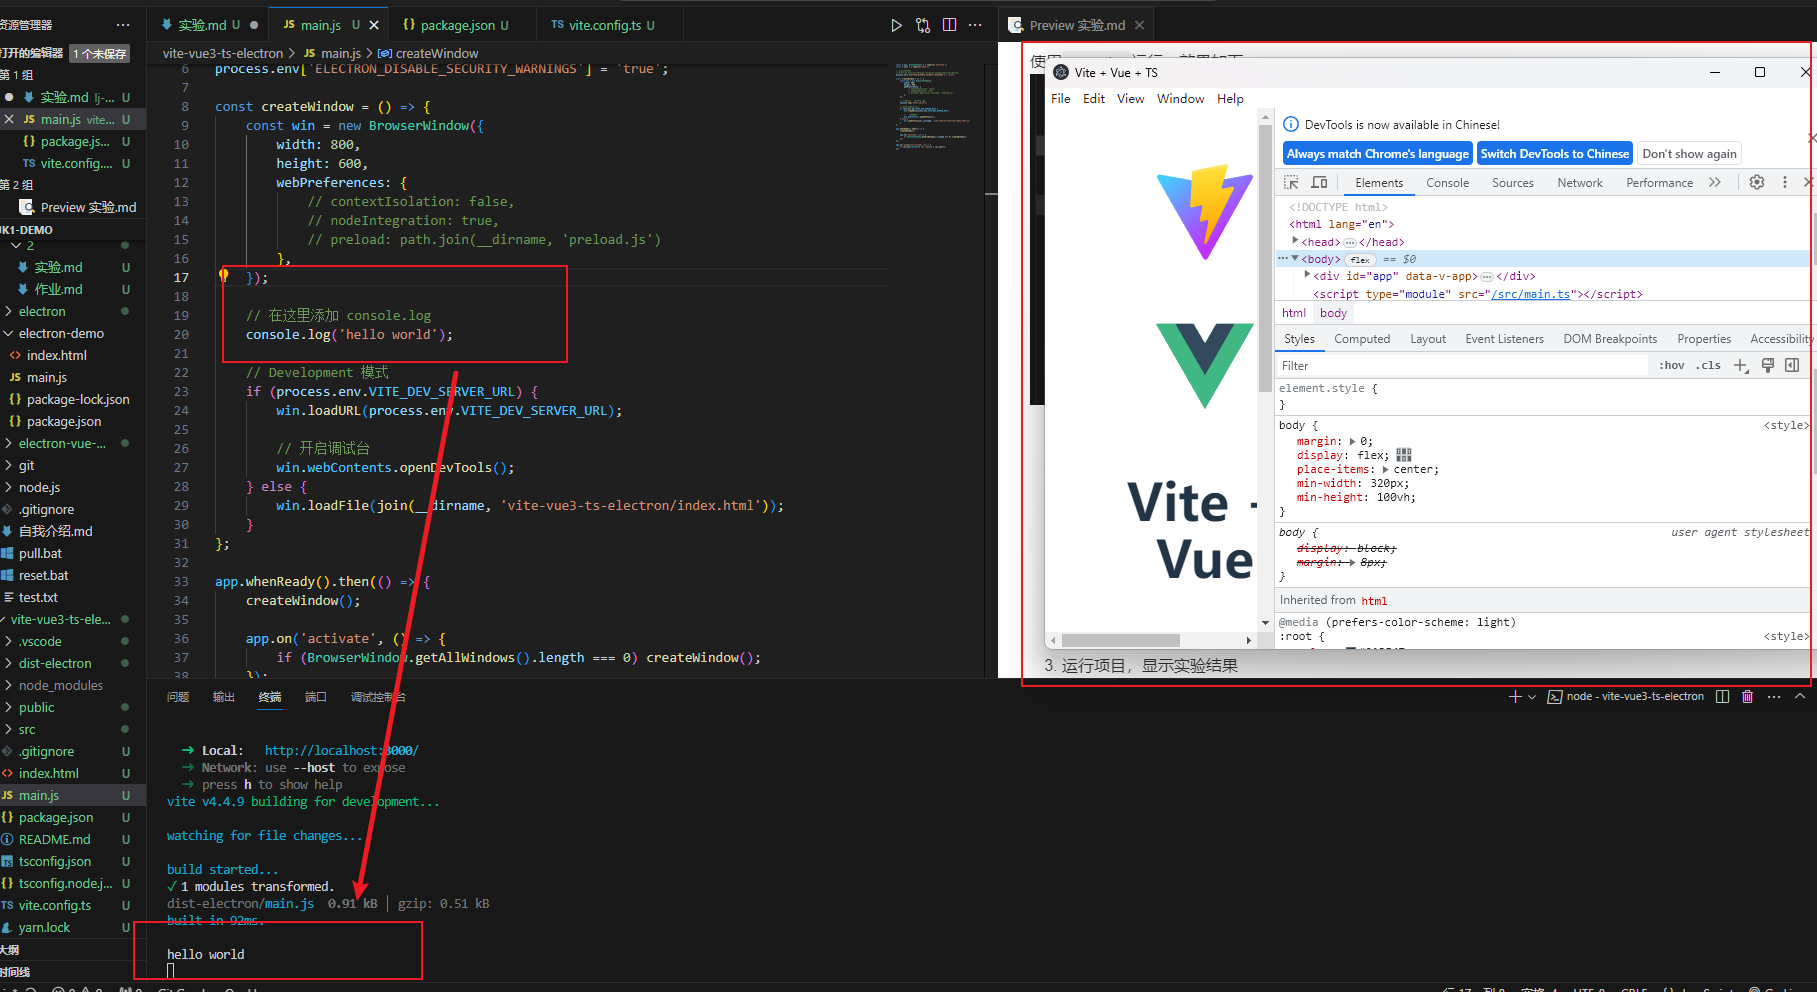 资源管理器
打开的编辑器 1 个未保存
第 1 组
实验.md lj-... U
main.js vite... U
package.js... U
vite.config.... U
第 2 组
Preview 实验.md
JK1-DEMO
2
实验.md U
作业.md U
electron
electron-demo
index.html
main.js
package-lock.json
package.json
electron-vue-...
git
node.js
.gitignore
自我介绍.md
pull.bat
reset.bat
test.txt
vite-vue3-ts-ele...
.vscode
dist-electron
node_modules
public
src
.gitignore U
index.html U
main.js U
package.json U
README.md U
tsconfig.json U
tsconfig.node.j... U
vite.config.ts U
yarn.lock U
大纲
时间线
实验.md U
main.js U
package.json U
vite.config.ts U
vite-vue3-ts-electron > main.js > createWindow
6 process.env['ELECTRON_DISABLE_SECURITY_WARNINGS'] = 'true';
7
8 const createWindow = () => {
9 const win = new BrowserWindow({
10 width: 800,
11 height: 600,
12 webPreferences: {
13 // contextIsolation: false,
14 // nodeIntegration: true,
15 // preload: path.join(__dirname, 'preload.js')
16 },
17 });
18
19 // 在这里添加 console.log
20 console.log('hello world');
21
22 // Development 模式
23 if (process.env.VITE_DEV_SERVER_URL) {
24 win.loadURL(process.env.VITE_DEV_SERVER_URL);
25
26 // 开启调试台
27 win.webContents.openDevTools();
28 } else {
29 win.loadFile(join(__dirname, 'vite-vue3-ts-electron/index.html'));
30 }
31 };
32
33 app.whenReady().then(() => {
34 createWindow();
35
36 app.on('activate', () => {
37 if (BrowserWindow.getAllWindows().length === 0) createWindow();
38 });
Preview 实验.md
Vite + Vue + TS
File Edit View Window Help
Vite +
Vue
DevTools is now available in Chinese!
Always match Chrome's language Switch DevTools to Chinese Don't show again
Elements Console Sources Network Performance
<!DOCTYPE html>
<html lang="en">
<head>…</head>
<body> flex == $0
<div id="app" data-v-app>…</div>
<script type="module" src="/src/main.ts"></script>
html body
Styles Computed Layout Event Listeners DOM Breakpoints Properties Accessibility
Filter :hov .cls
element.style {
}
body { <style>
margin: 0;
display: flex;
place-items: center;
min-width: 320px;
min-height: 100vh;
}
body { user agent stylesheet
display: block;
margin: 8px;
}
Inherited from html
@media (prefers-color-scheme: light)
:root { <style>
3. 运行项目，显示实验结果
问题 输出 终端 端口 调试控制台
node - vite-vue3-ts-electron
➜ Local: http://localhost:3000/
➜ Network: use --host to expose
➜ press h to show help
vite v4.4.9 building for development...
watching for file changes...
build started...
✓ 1 modules transformed.
dist-electron/main.js 0.91 kB │ gzip: 0.51 kB
built in 92ms.
hello world